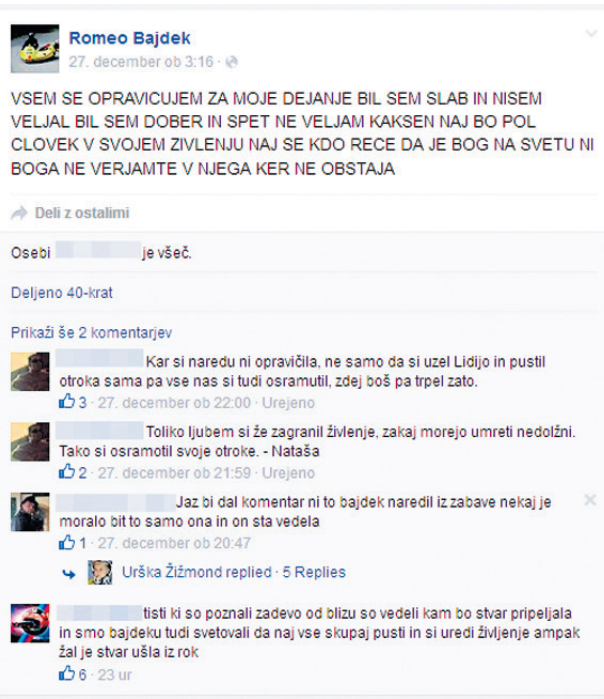 Romeo Bajdek
27. december ob 3:16 ·
VSEM SE OPRAVICUJEM ZA MOJE DEJANJE BIL SEM SLAB IN NISEM
VELJAL BIL SEM DOBER IN SPET NE VELJAM KAKSEN NAJ BO POL
CLOVEK V SVOJEM ZIVLENJU NAJ SE KDO RECE DA JE BOG NA SVETU NI
BOGA NE VERJAMTE V NJEGA KER NE OBSTAJA
Deli z ostalimi
Osebi je všeč.
Deljeno 40-krat
Prikaži še 2 komentarjev
Kar si naredu ni opravičila, ne samo da si uzel Lidijo in pustil
otroka sama pa vse nas si tudi osramutil, zdej boš pa trpel zato.
3 · 27. december ob 22:00 · Urejeno
Toliko ljubem si že zagranil živlenje, zakaj morejo umreti nedolžni.
Tako si osramotil svoje otroke. - Nataša
2 · 27. december ob 21:59 · Urejeno
Jaz bi dal komentar ni to bajdek naredil iz zabave nekaj je
moralo bit to samo ona in on sta vedela
1 · 27. december ob 20:47
Urška Žižmond replied · 5 Replies
tisti ki so poznali zadevo od blizu so vedeli kam bo stvar pripeljala
in smo bajdeku tudi svetovali da naj vse skupaj pusti in si uredi življenje ampak
žal je stvar ušla iz rok
6 · 23 ur